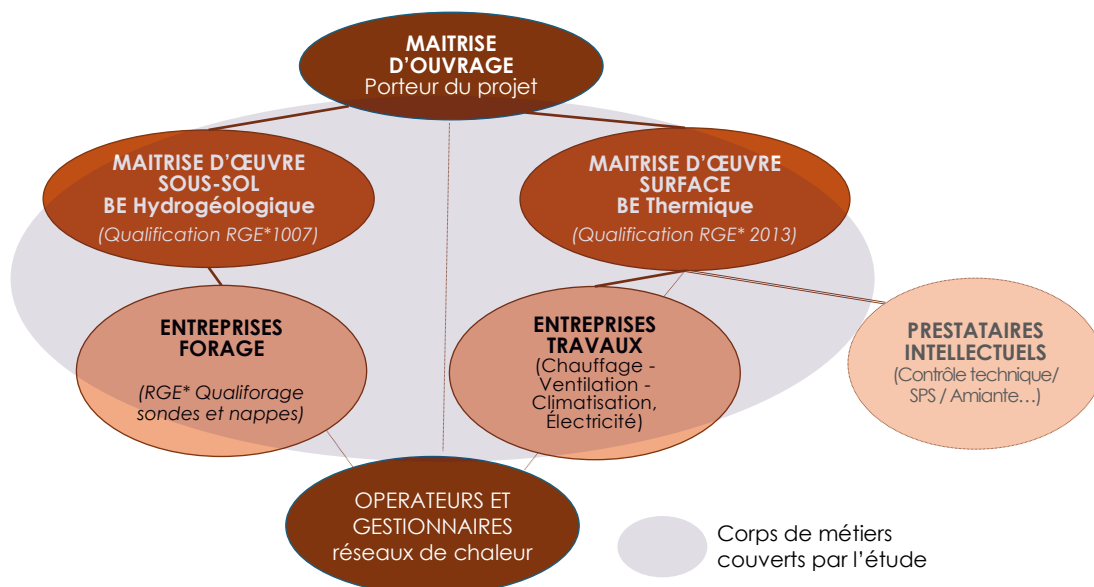 MAITRISE
D’OUVRAGE
Porteur du projet
MAITRISE D’ŒUVRE
SOUS-SOL
BE Hydrogéologique
(Qualification RGE*1007)
MAITRISE D’ŒUVRE
SURFACE
BE Thermique
(Qualification RGE* 2013)
ENTREPRISES
FORAGE
(RGE* Qualiforage
sondes et nappes)
ENTREPRISES
TRAVAUX
(Chauffage -
Ventilation -
Climatisation,
Électricité)
PRESTATAIRES
INTELLECTUELS
(Contrôle technique/
SPS / Amiante…)
OPERATEURS ET
GESTIONNAIRES
réseaux de chaleur
Corps de métiers
couverts par l’étude